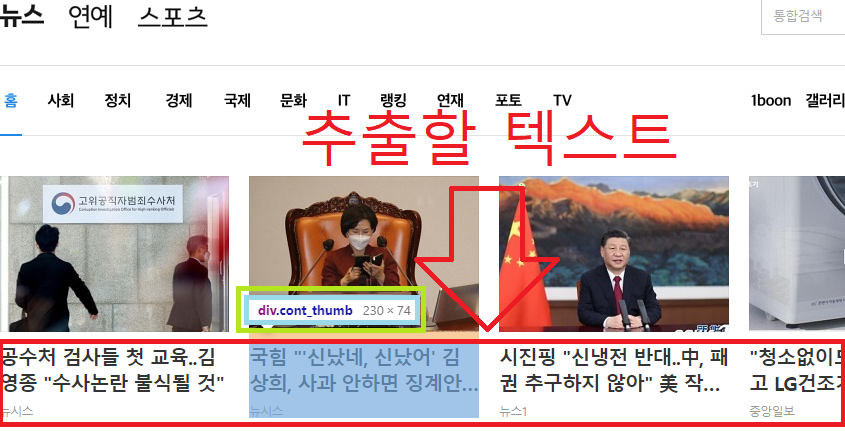 뉴스 연예 스포츠
통합검색
홈 사회 정치 경제 국제 문화 IT 랭킹 연재 포토 TV 1boon 갤러리
추출할 텍스트
고위공직자범죄수사처
Corruption Investigation Office for High-ranking Officials
div.cont_thumb 230 × 74
공수처 검사들 첫 교육..김
영종 "수사논란 불식될 것"
뉴시스
국힘 "'신났네, 신났어' 김
상희, 사과 안하면 징계안...
뉴시스
시진핑 "신냉전 반대..中, 패
권 추구하지 않아" 美 작...
뉴스1
"청소없이도
고 LG건조기
중앙일보